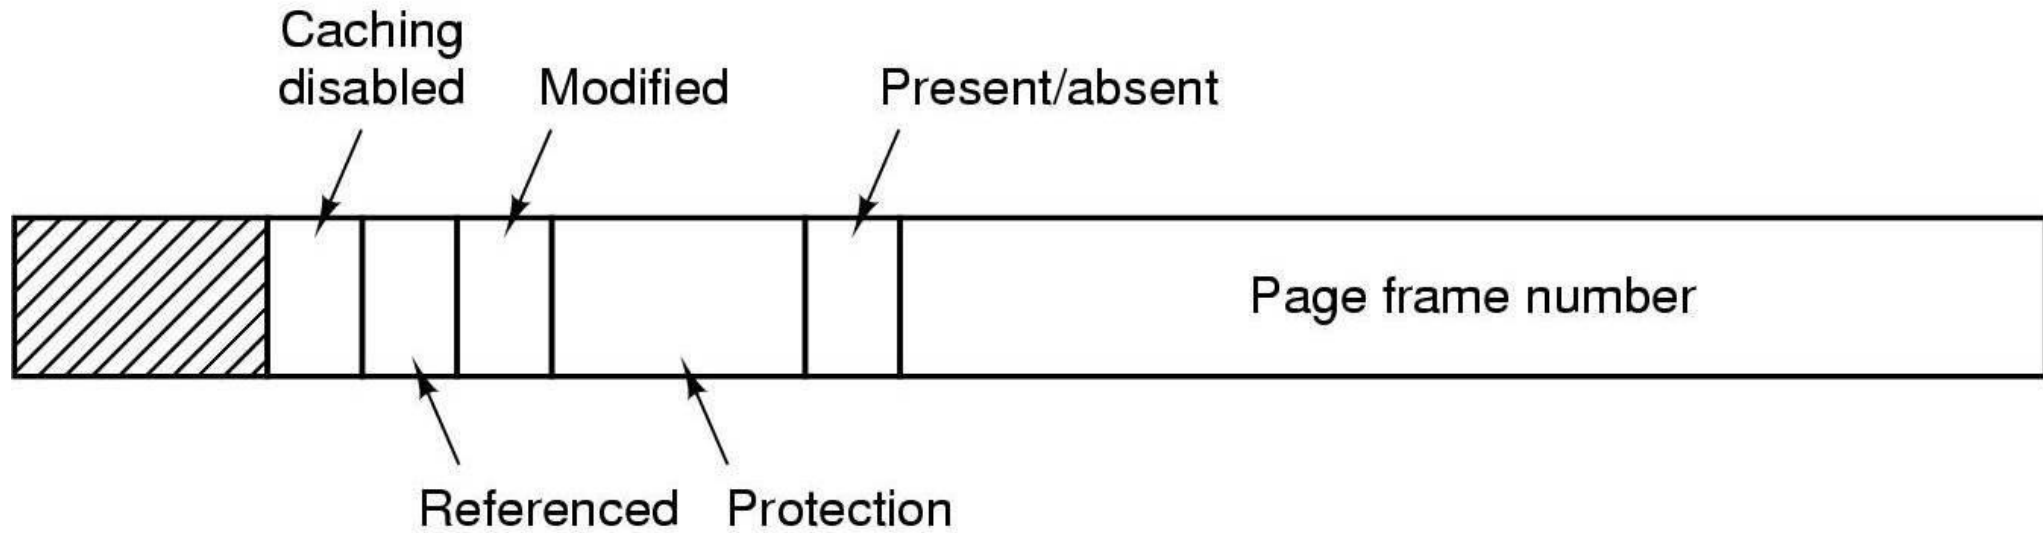 Caching
disabled
Modified
Present/absent
Page frame number
Referenced
Protection